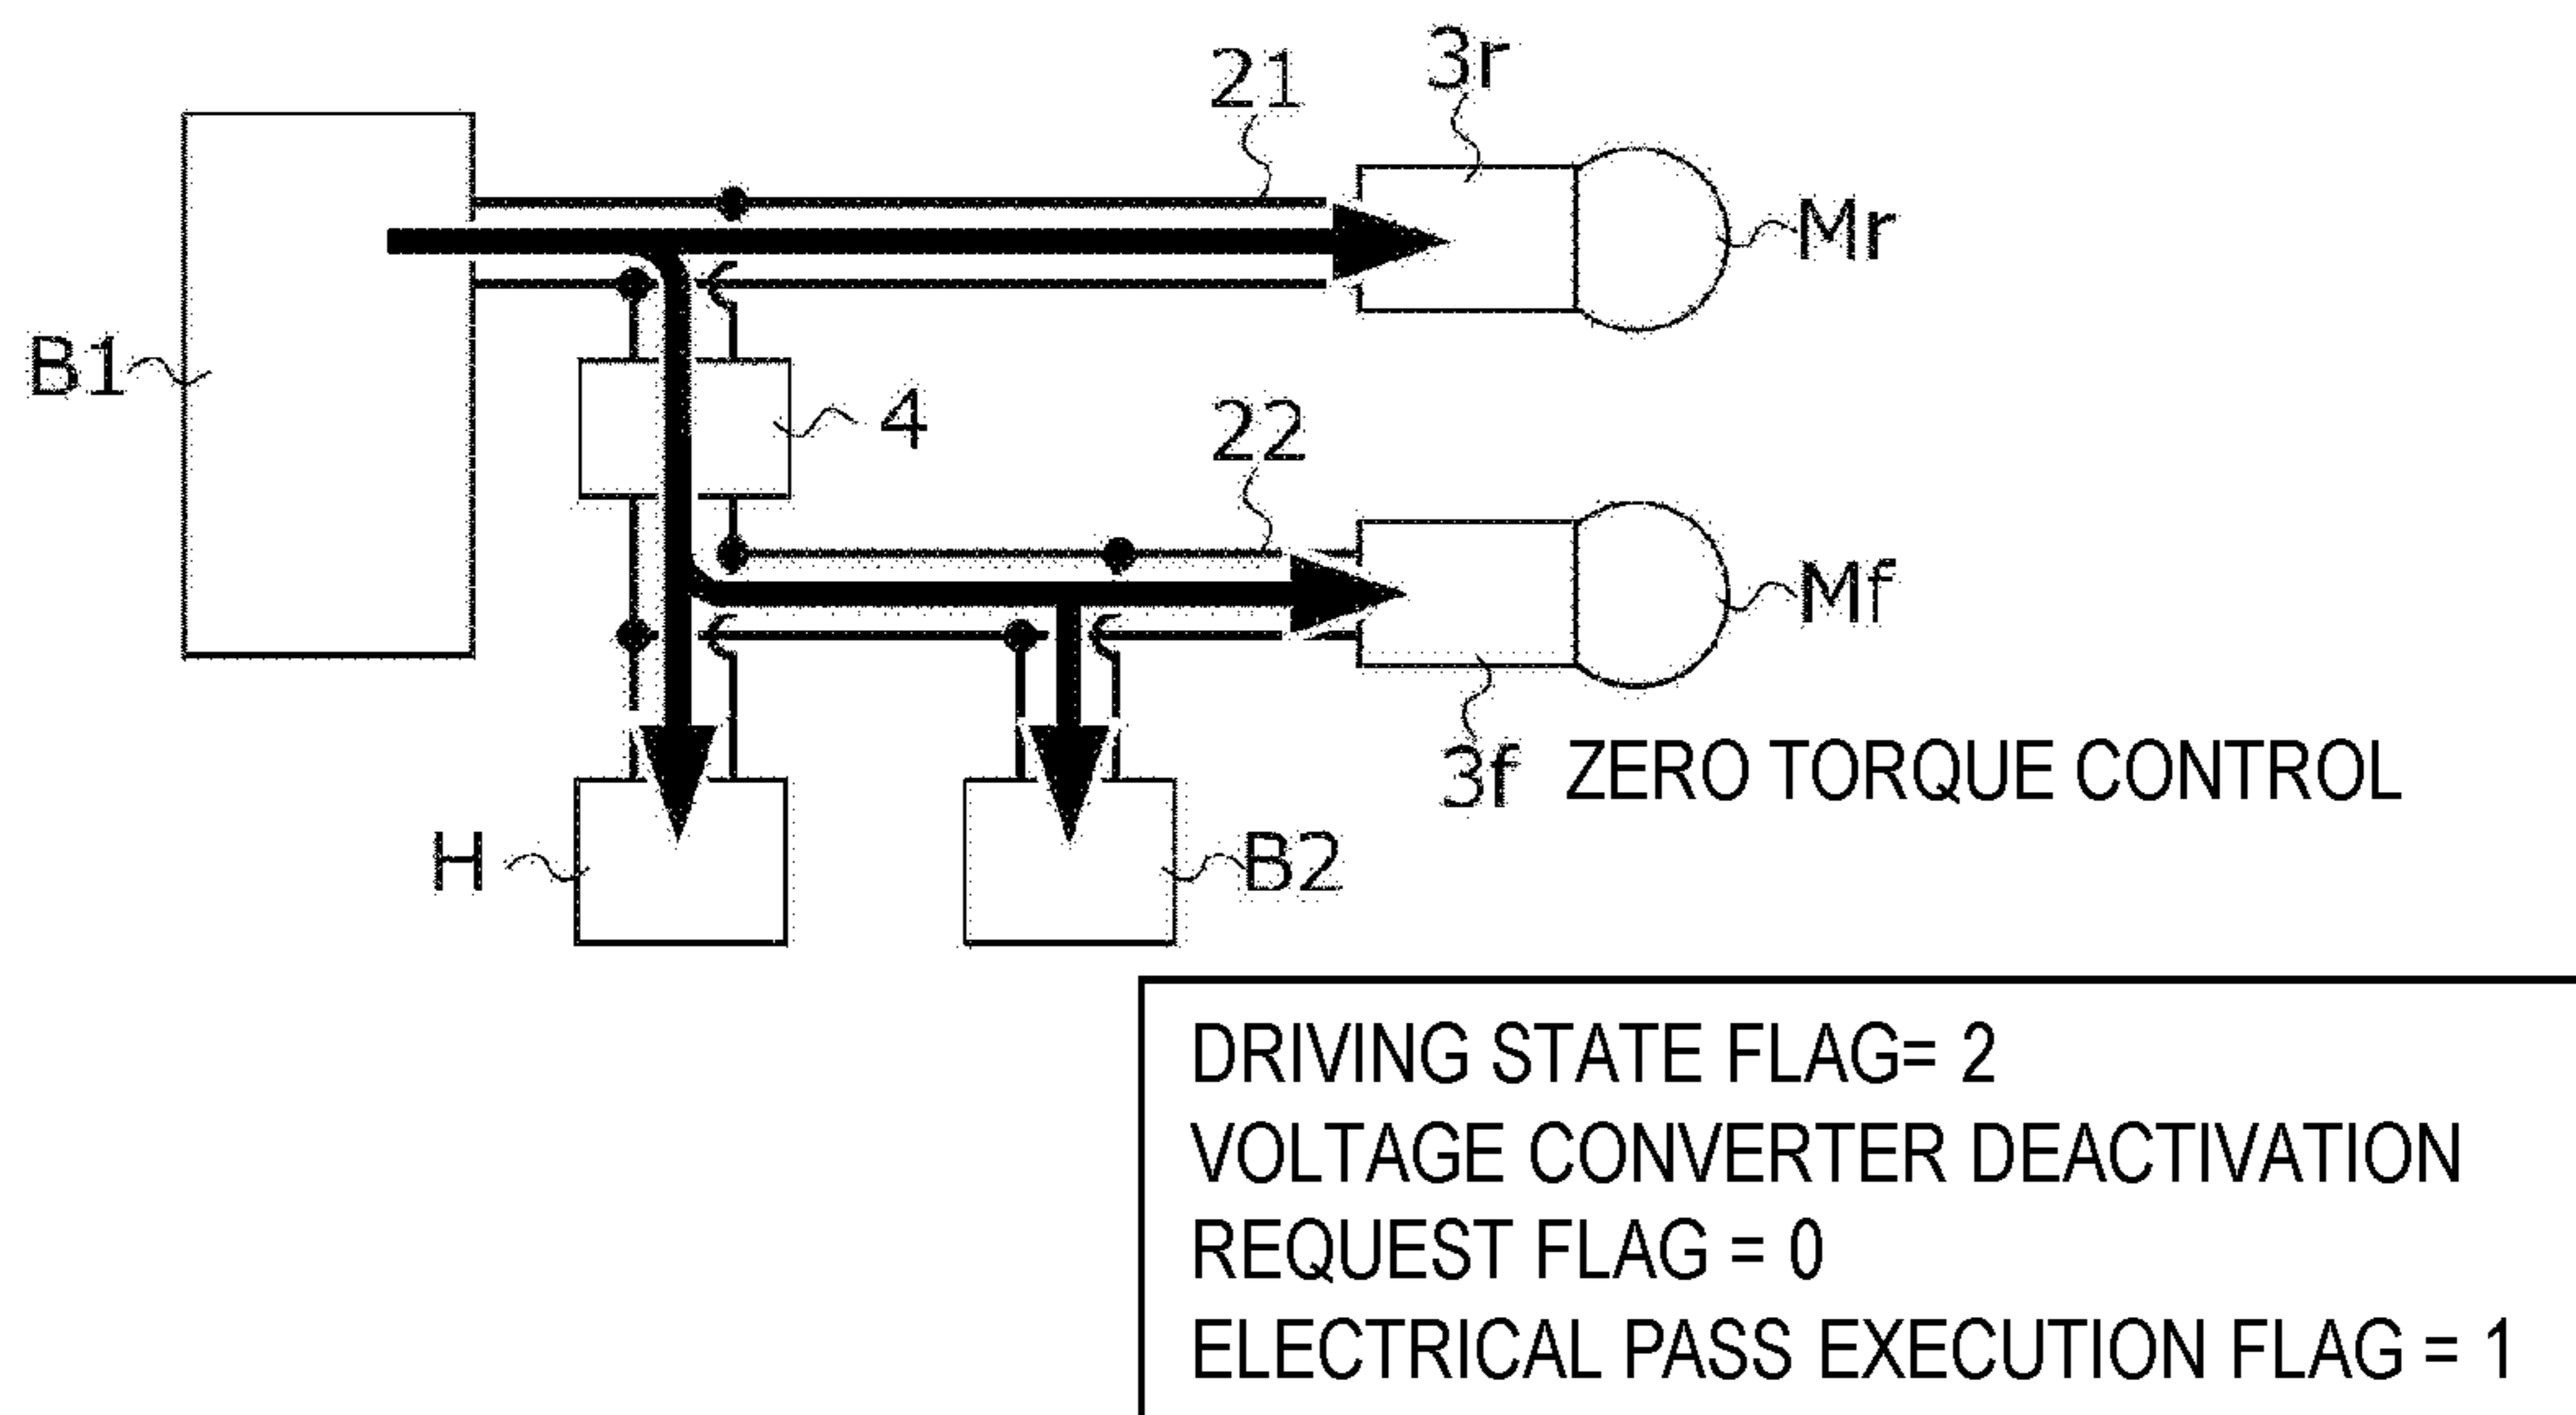 21
3r
Mr
B1
4
22
Mf
3f ZERO TORQUE CONTROL
H
B2
DRIVING STATE FLAG= 2
VOLTAGE CONVERTER DEACTIVATION
REQUEST FLAG = 0
ELECTRICAL PASS EXECUTION FLAG = 1